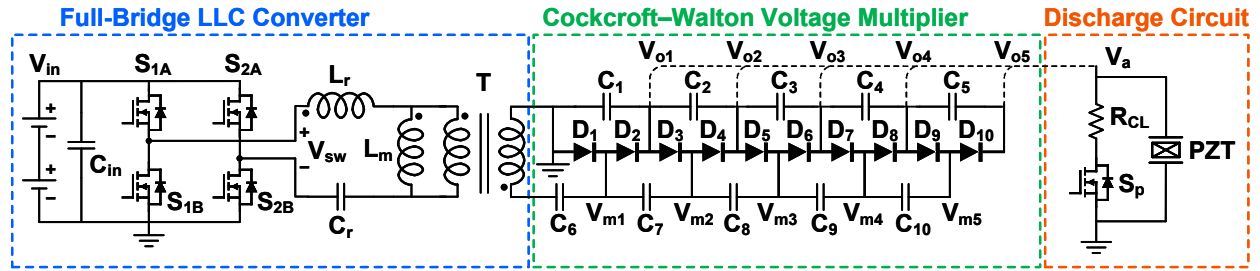 Full-Bridge LLC Converter
Cockcroft–Walton Voltage Multiplier
Discharge Circuit
Vin
S1A
S2A
Lr
T
Vo1
Vo2
Vo3
Vo4
Vo5
Va
C1
C2
C3
C4
C5
+
−
+
−
Cin
+
Vsw
−
Lm
D1
D2
D3
D4
D5
D6
D7
D8
D9
D10
RCL
PZT
S1B
S2B
Cr
C6
Vm1
C7
Vm2
C8
Vm3
C9
Vm4
C10
Vm5
Sp